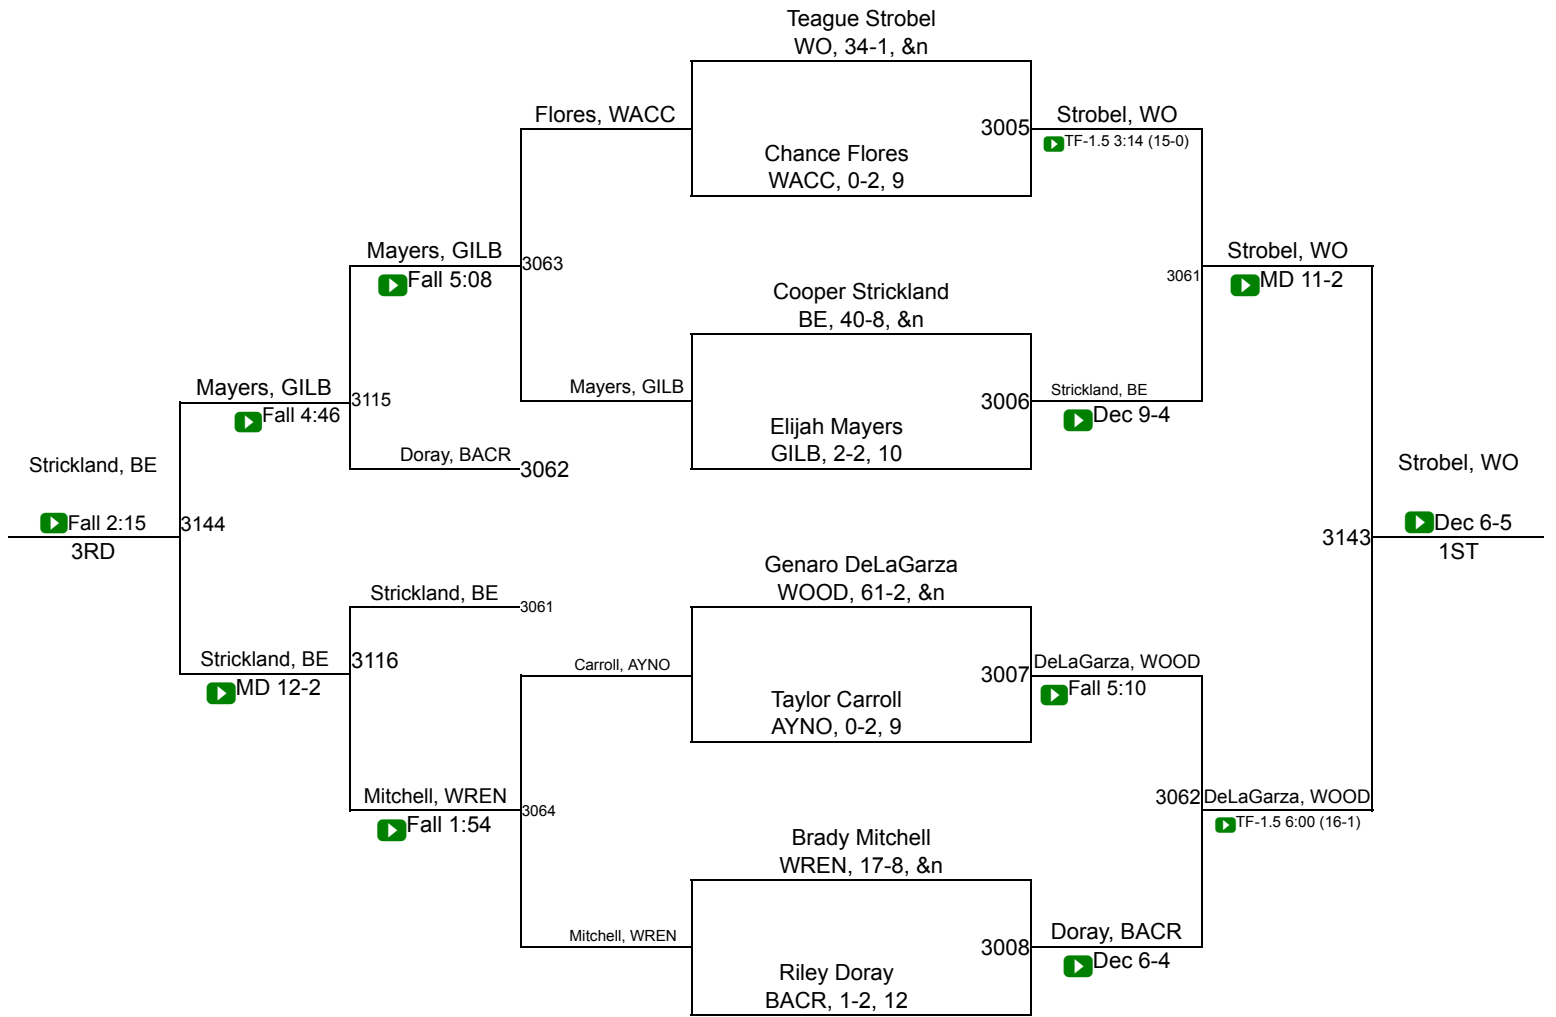 Teague Strobel
WO, 34-1, &n
Flores, WACC
3005
Strobel, WO
TF-1.5 3:14 (15-0)
Chance Flores
WACC, 0-2, 9
Mayers, GILB
3063
Fall 5:08
Strobel, WO
3061
MD 11-2
Cooper Strickland
BE, 40-8, &n
Mayers, GILB
3115
Fall 4:46
Mayers, GILB
3006
Strickland, BE
Dec 9-4
Elijah Mayers
GILB, 2-2, 10
Doray, BACR
3062
Strickland, BE
Fall 2:15
3144
3RD
Strobel, WO
3143
Dec 6-5
1ST
Genaro DeLaGarza
WOOD, 61-2, &n
Strickland, BE
3061
Strickland, BE
3116
MD 12-2
Carroll, AYNO
3007
DeLaGarza, WOOD
Fall 5:10
Taylor Carroll
AYNO, 0-2, 9
Mitchell, WREN
3064
Fall 1:54
3062
DeLaGarza, WOOD
TF-1.5 6:00 (16-1)
Brady Mitchell
WREN, 17-8, &n
Mitchell, WREN
3008
Doray, BACR
Dec 6-4
Riley Doray
BACR, 1-2, 12